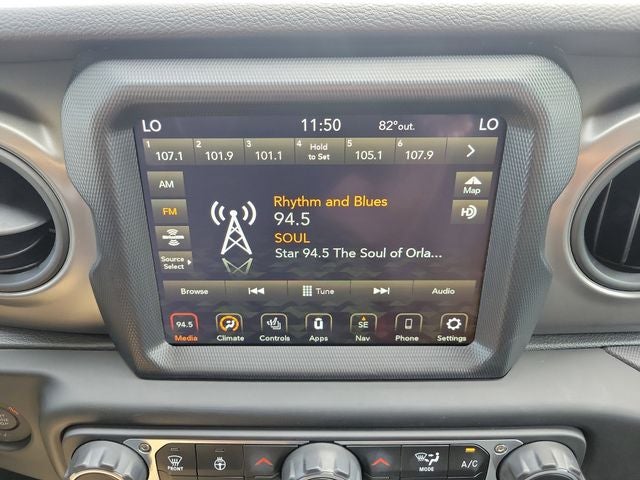 LO 11:50 82° out. LO
1 107.1 2 101.9 3 101.1 4 Hold to Set 5 105.1 6 107.9
AM
FM
Source Select
Rhythm and Blues
94.5
SOUL
Star 94.5 The Soul of Orla...
Map
HD
Browse Tune Audio
94.5 SE
Media Climate Controls Apps Nav Phone Settings
FRONT MODE A/C